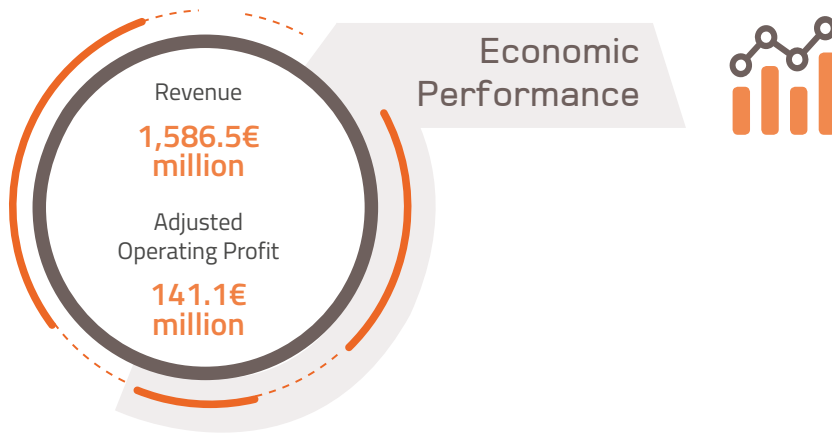 Economic
Performance
Revenue
1,586.5€
million
Adjusted
Operating Profit
141.1€
million